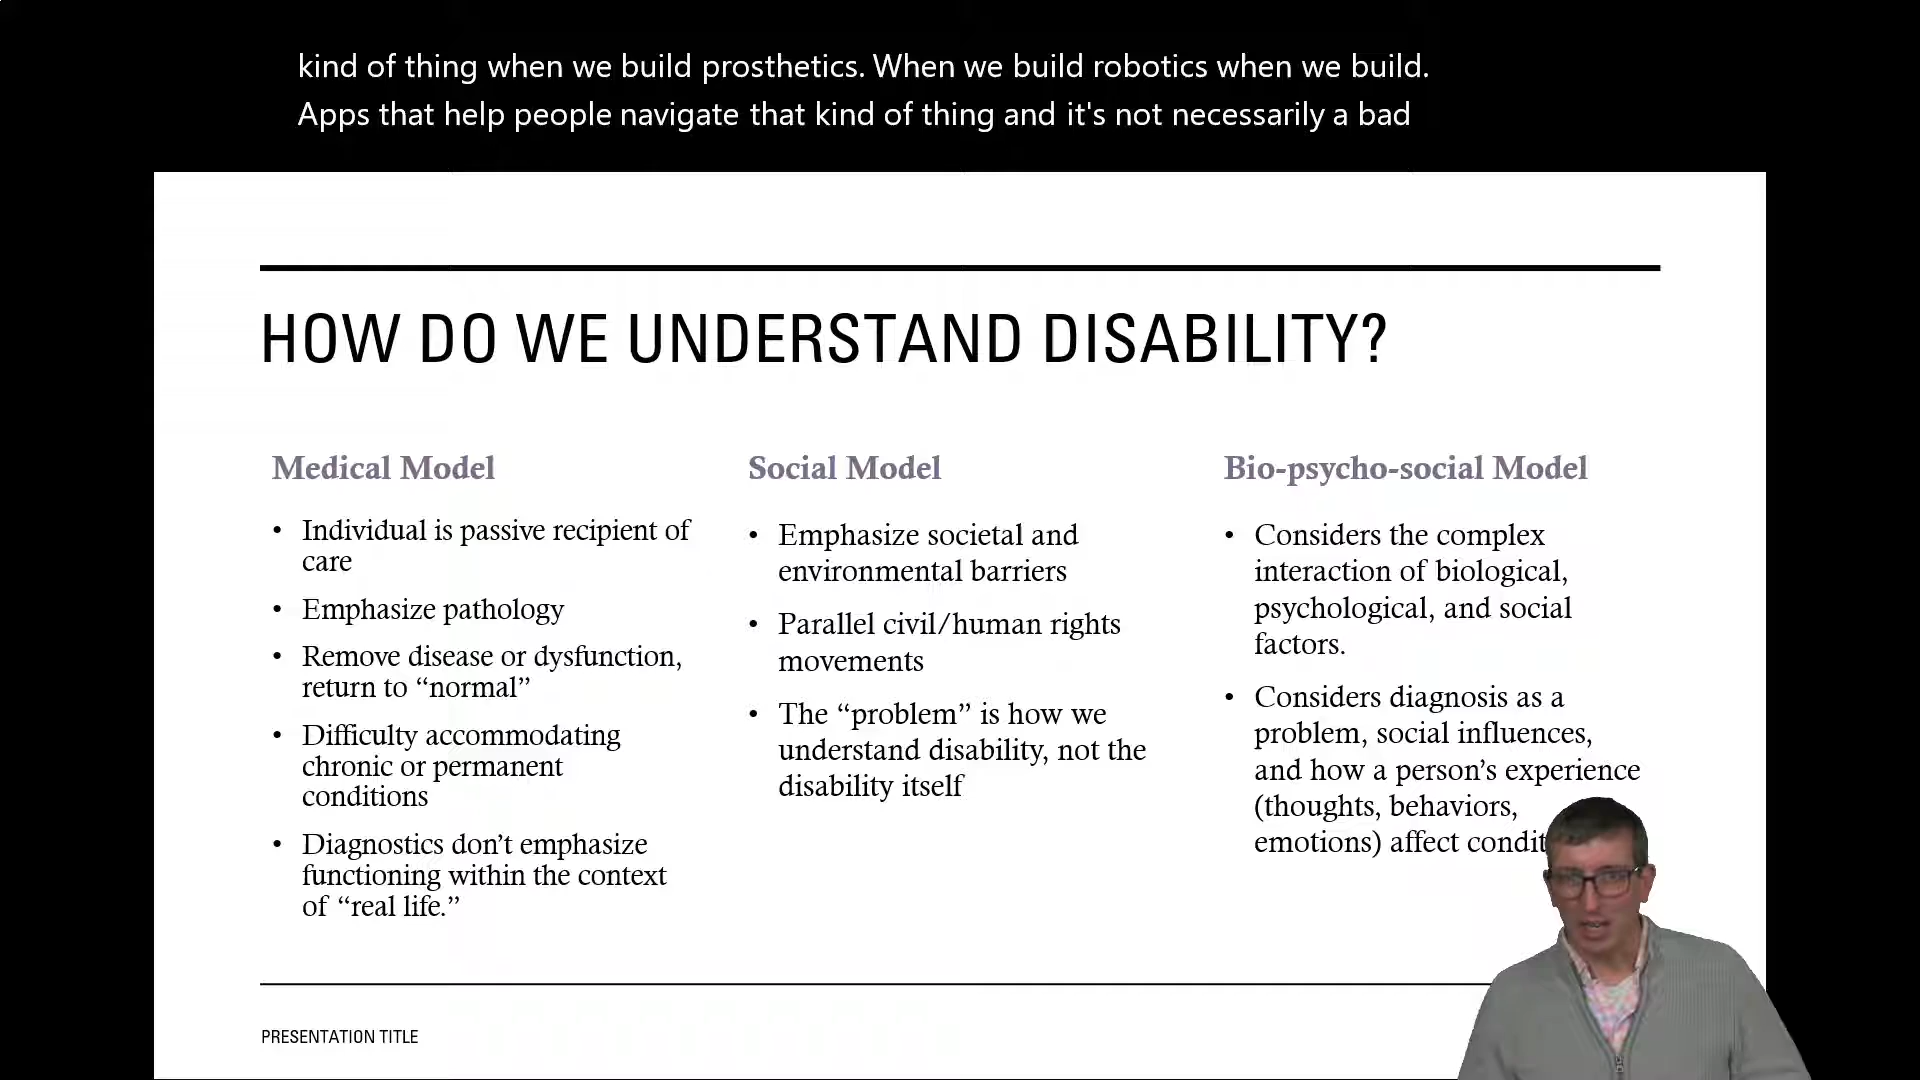 kind of thing when we build prosthetics. When we build robotics when we build.
Apps that help people navigate that kind of thing and it's not necessarily a bad
HOW DO WE UNDERSTAND DISABILITY?
Medical Model
• Individual is passive recipient of
care
• Emphasize pathology
• Remove disease or dysfunction,
return to “normal”
• Difficulty accommodating
chronic or permanent
conditions
• Diagnostics don’t emphasize
functioning within the context
of “real life.”
Social Model
• Emphasize societal and
environmental barriers
• Parallel civil/human rights
movements
• The “problem” is how we
understand disability, not the
disability itself
Bio-psycho-social Model
• Considers the complex
interaction of biological,
psychological, and social
factors.
• Considers diagnosis as a
problem, social influences,
and how a person’s experience
(thoughts, behaviors,
emotions) affect
PRESENTATION TITLE